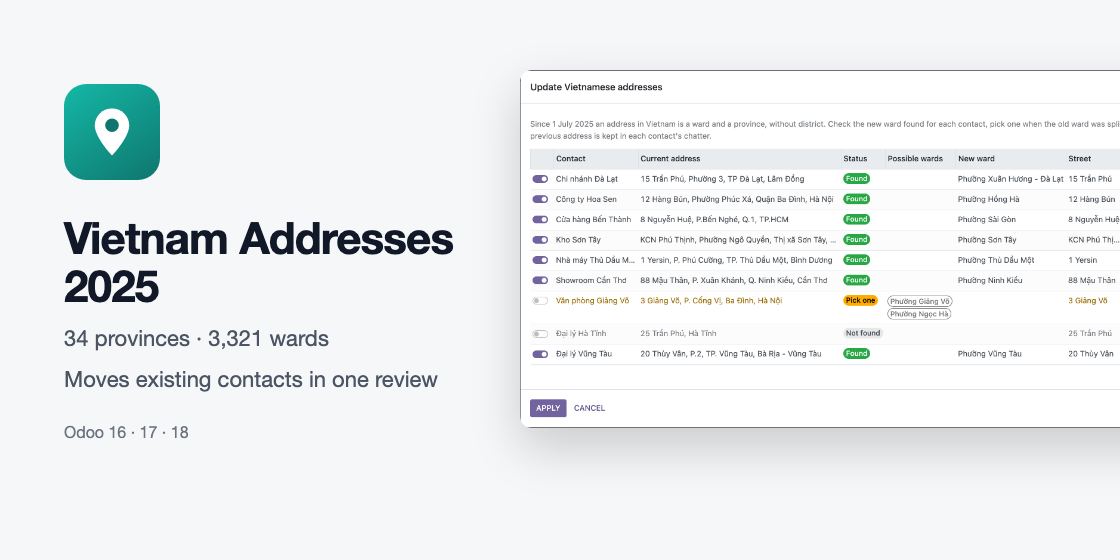 Vietnam Addresses
2025
34 provinces · 3,321 wards
Moves existing contacts in one review
Odoo 16 · 17 · 18
Update Vietnamese addresses
Since 1 July 2025 an address in Vietnam is a ward and a province, without district. Check the new ward found for each contact, pick one when the old ward was spli
previous address is kept in each contact's chatter.
Contact Current address Status Possible wards New ward Street
Chi nhánh Đà Lạt 15 Trần Phú, Phường 3, TP Đà Lạt, Lâm Đồng Found Phường Xuân Hương - Đà Lạt 15 Trần Phú
Công ty Hoa Sen 12 Hàng Bún, Phường Phúc Xá, Quận Ba Đình, Hà Nội Found Phường Hồng Hà 12 Hàng Bún
Cửa hàng Bến Thành 8 Nguyễn Huệ, P.Bến Nghé, Q.1, TP.HCM Found Phường Sài Gòn 8 Nguyễn Huệ
Kho Sơn Tây KCN Phú Thịnh, Phường Ngô Quyền, Thị xã Sơn Tây, ... Found Phường Sơn Tây KCN Phú Thị...
Nhà máy Thủ Dầu M... 1 Yersin, P. Phú Cường, TP. Thủ Dầu Một, Bình Dương Found Phường Thủ Dầu Một 1 Yersin
Showroom Cần Thơ 88 Mậu Thân, P. Xuân Khánh, Q. Ninh Kiều, Cần Thơ Found Phường Ninh Kiều 88 Mậu Thân
Văn phòng Giảng Võ 3 Giảng Võ, P. Cống Vị, Ba Đình, Hà Nội Pick one Phường Giảng Võ 3 Giảng Võ
Phường Ngọc Hà
Đại lý Hà Tĩnh 25 Trần Phú, Hà Tĩnh Not found 25 Trần Phú
Đại lý Vũng Tàu 20 Thùy Vân, P.2, TP. Vũng Tàu, Bà Rịa - Vũng Tàu Found Phường Vũng Tàu 20 Thùy Vân
APPLY CANCEL